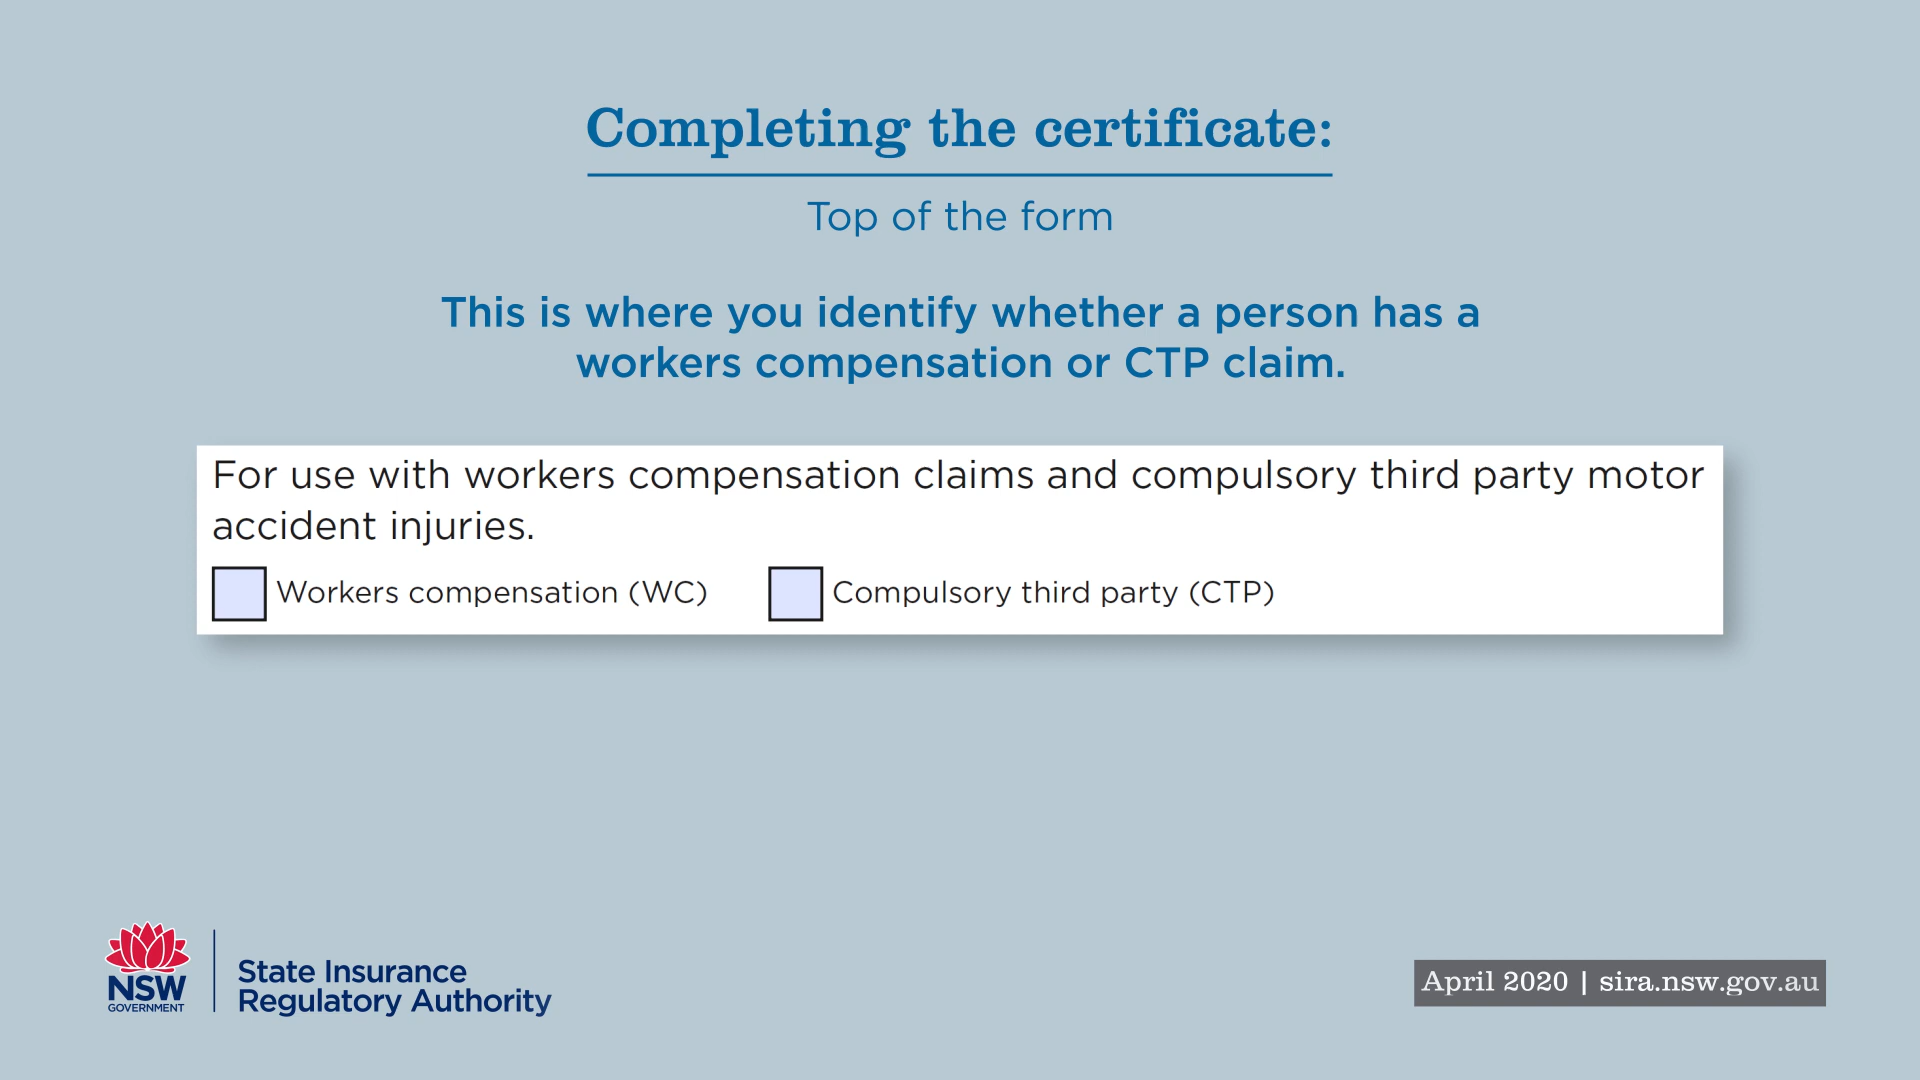 Completing the certificate:
Top of the form
This is where you identify whether a person has a
workers compensation or CTP claim.
For use with workers compensation claims and compulsory third party motor
accident injuries.
Workers compensation (WC) Compulsory third party (CTP)
NSW
GOVERNMENT
State Insurance
Regulatory Authority
April 2020 | sira.nsw.gov.au